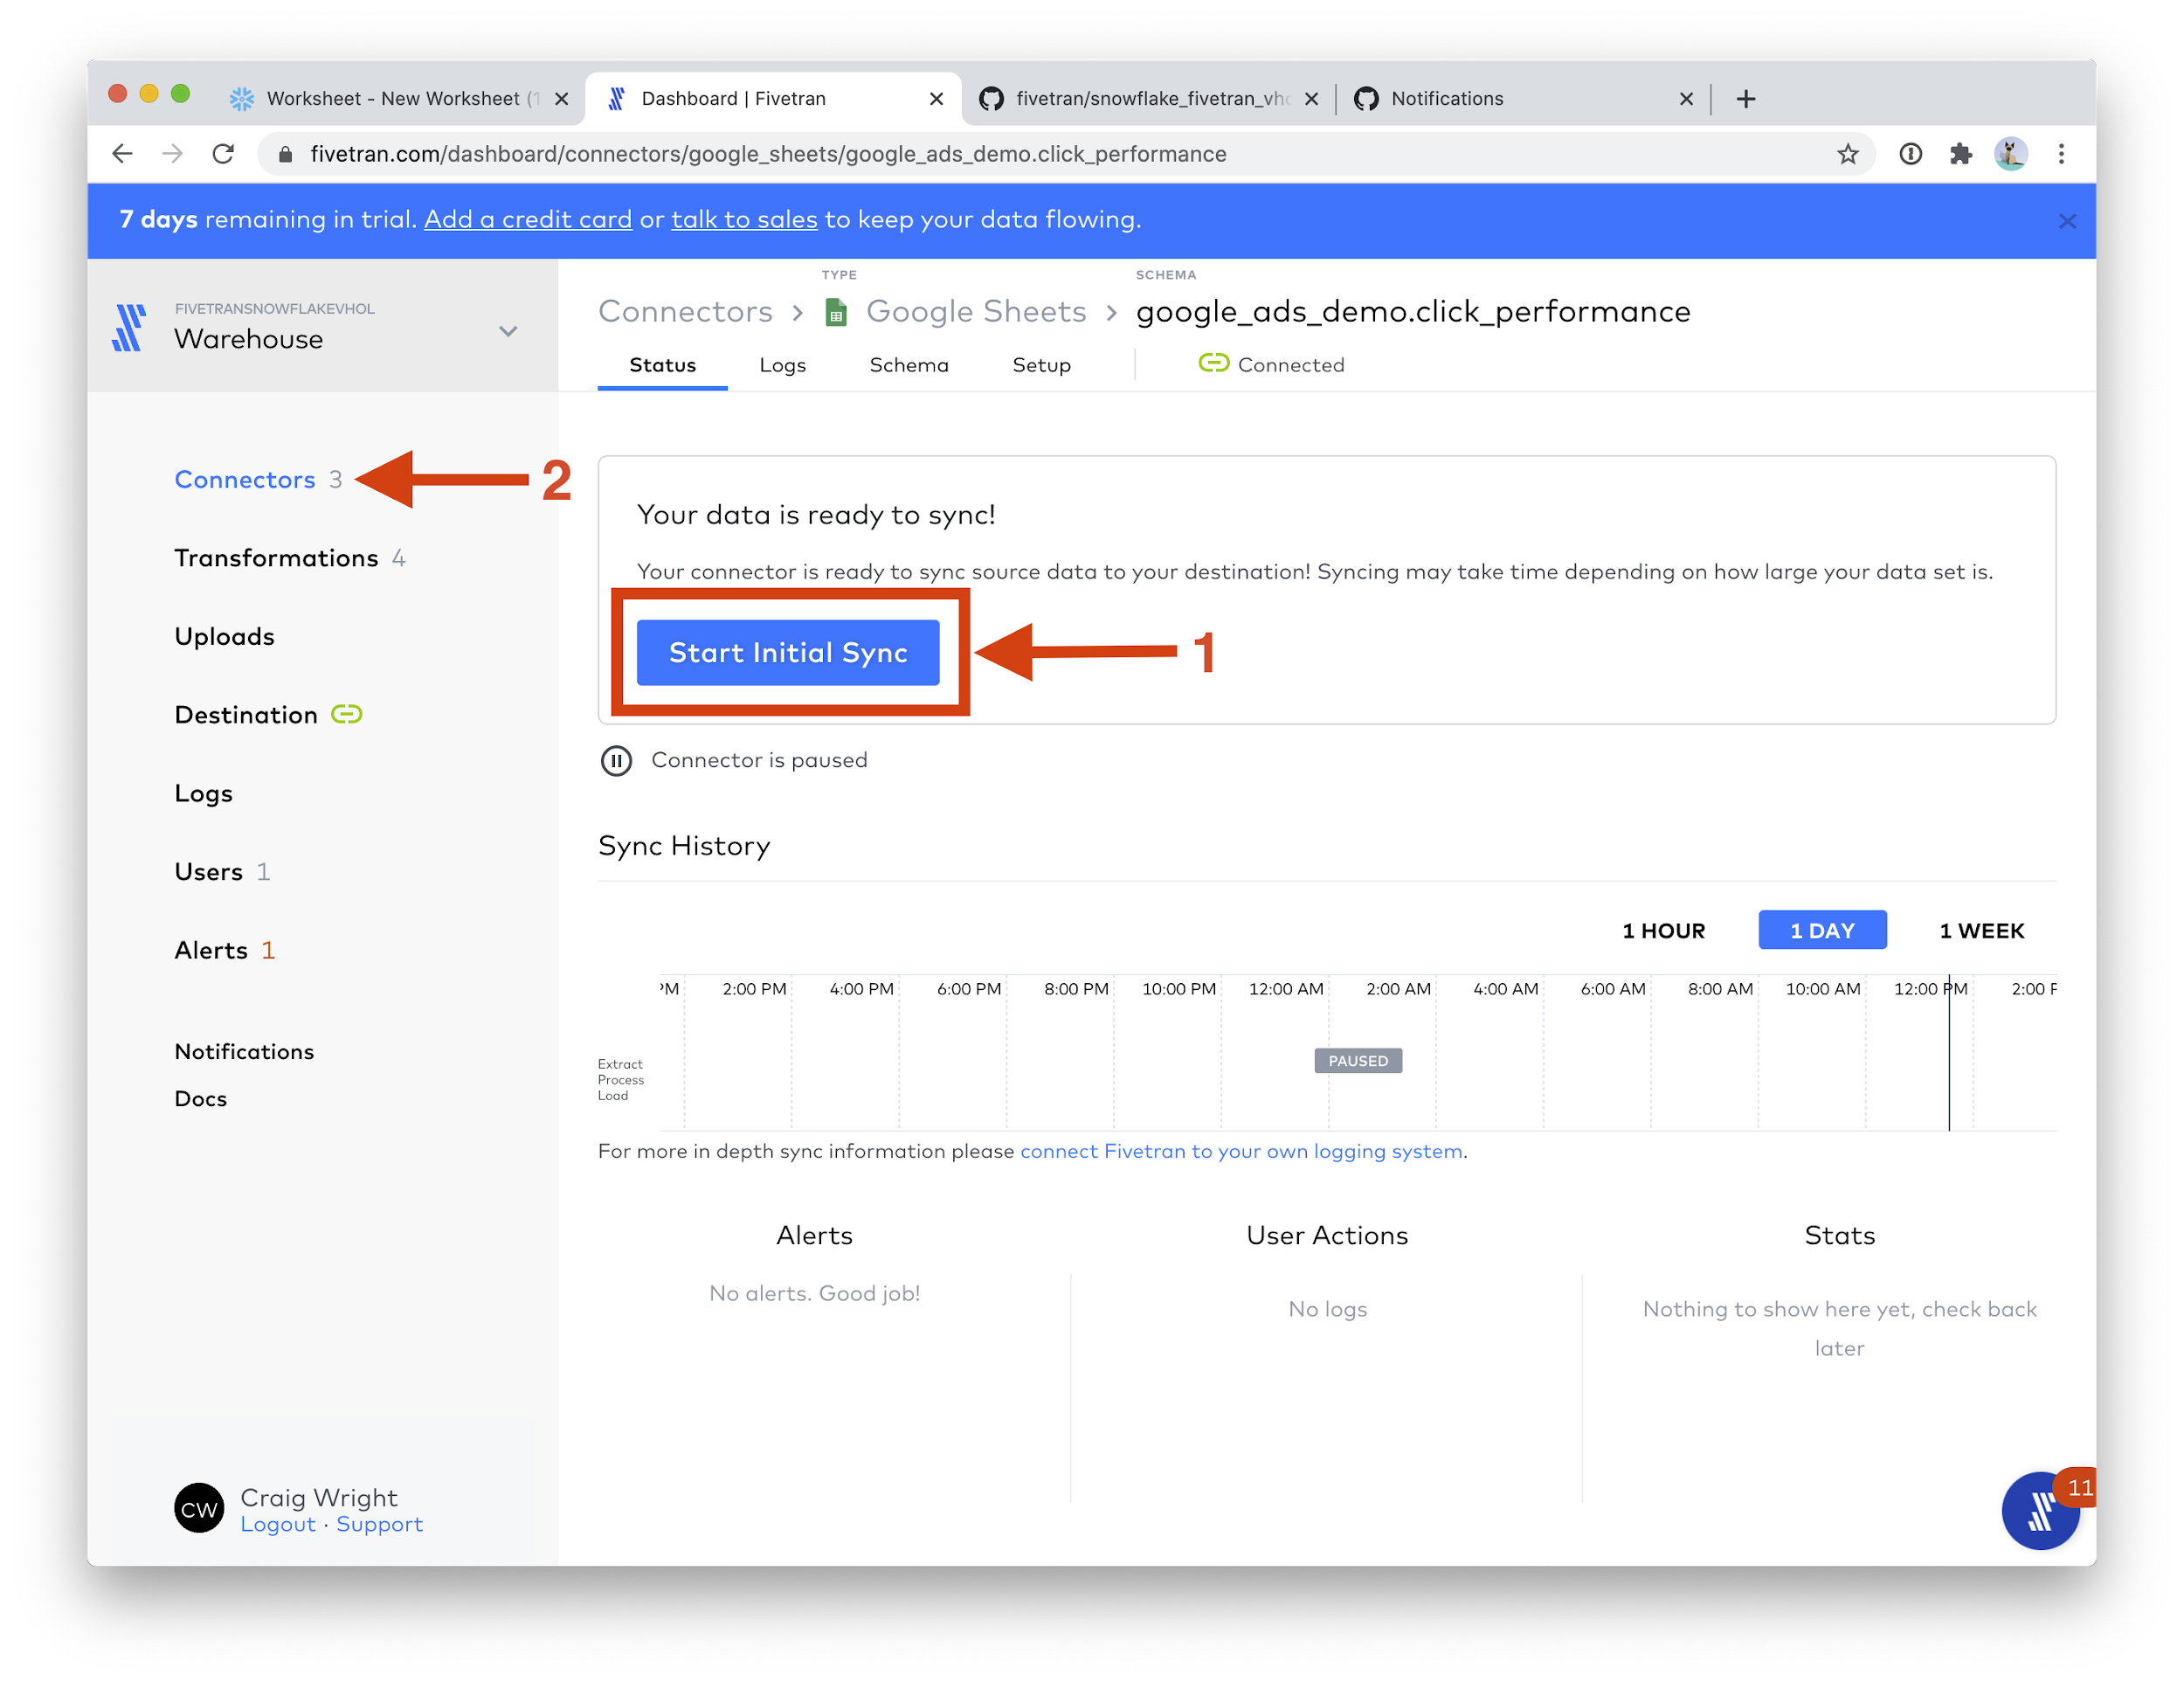 Worksheet - New Worksheet (1
Dashboard | Fivetran
fivetran/snowflake_fivetran_vho
Notifications
fivetran.com/dashboard/connectors/google_sheets/google_ads_demo.click_performance
7 days remaining in trial. Add a credit card or talk to sales to keep your data flowing.
FIVETRANSNOWFLAKEVHOL
Warehouse
TYPE
SCHEMA
Connectors > Google Sheets > google_ads_demo.click_performance
Status
Logs
Schema
Setup
Connected
Connectors 3
2
Transformations 4
Uploads
Destination
Logs
Users 1
Alerts 1
Notifications
Docs
Your data is ready to sync!
Your connector is ready to sync source data to your destination! Syncing may take time depending on how large your data set is.
Start Initial Sync
1
Connector is paused
Sync History
1 HOUR
1 DAY
1 WEEK
PM 2:00 PM 4:00 PM 6:00 PM 8:00 PM 10:00 PM 12:00 AM 2:00 AM 4:00 AM 6:00 AM 8:00 AM 10:00 AM 12:00 PM 2:00 P
PAUSED
Extract
Process
Load
For more in depth sync information please connect Fivetran to your own logging system.
Alerts
No alerts. Good job!
User Actions
No logs
Stats
Nothing to show here yet, check back
later
CW
Craig Wright
Logout · Support
11